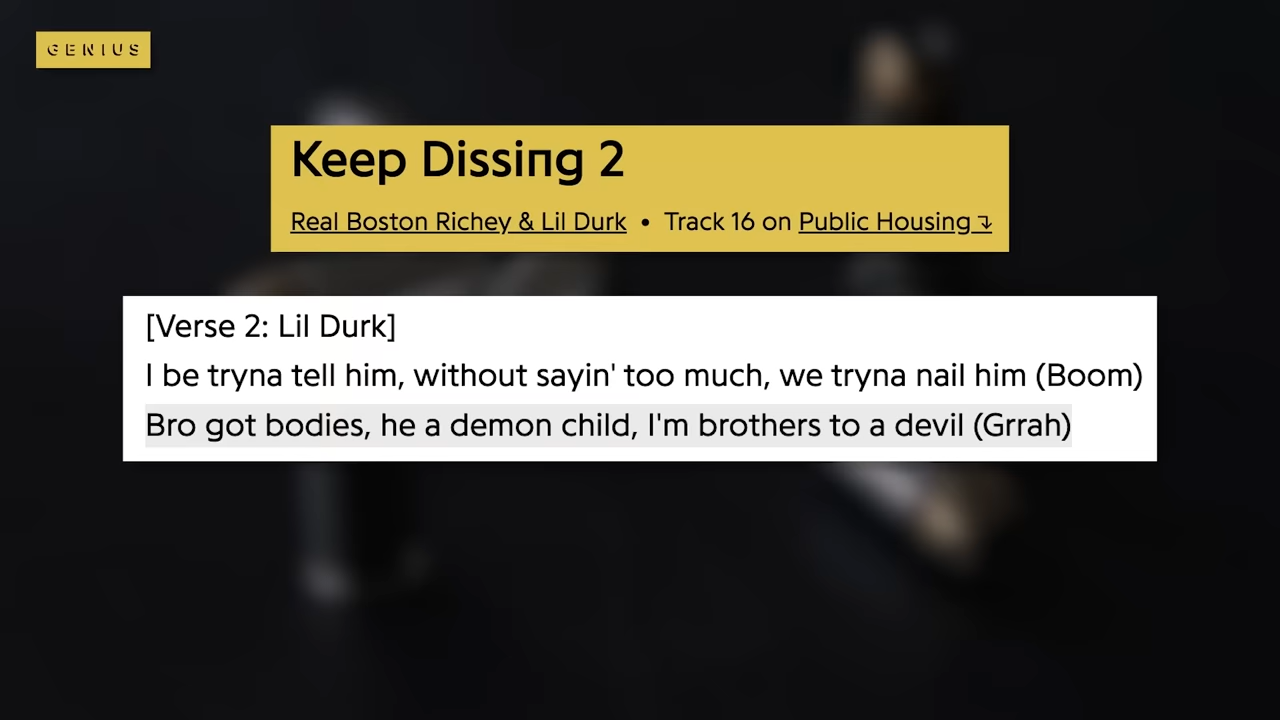 GENIUS
Keep Dissing 2
Real Boston Richey & Lil Durk • Track 16 on Public Housing ↴
[Verse 2: Lil Durk]
I be tryna tell him, without sayin' too much, we tryna nail him (Boom)
Bro got bodies, he a demon child, I'm brothers to a devil (Grrah)